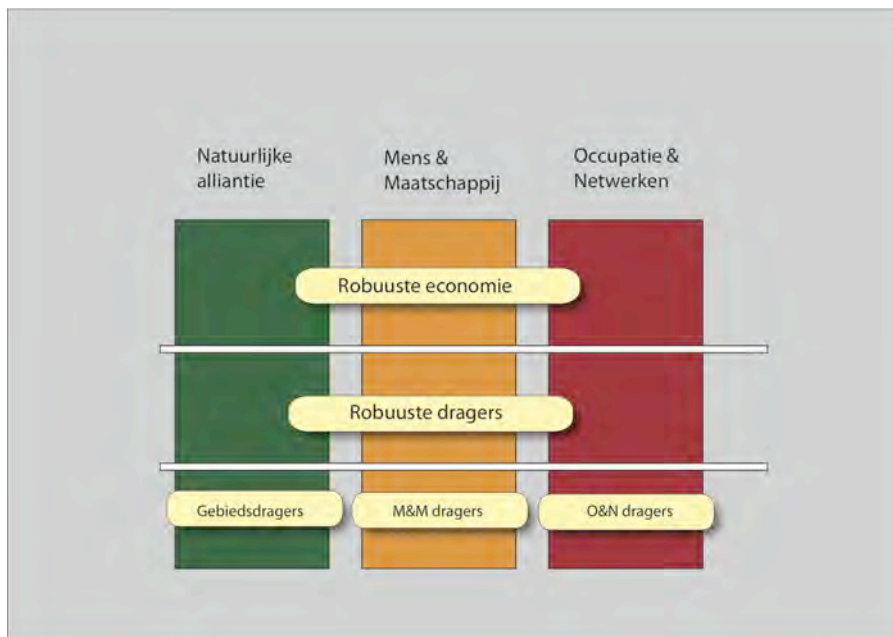 Natuurlijke
alliantie
Mens &
Maatschappij
Occupatie &
Netwerken
Robuuste economie
Robuuste dragers
Gebiedsdragers
M&M dragers
O&N dragers